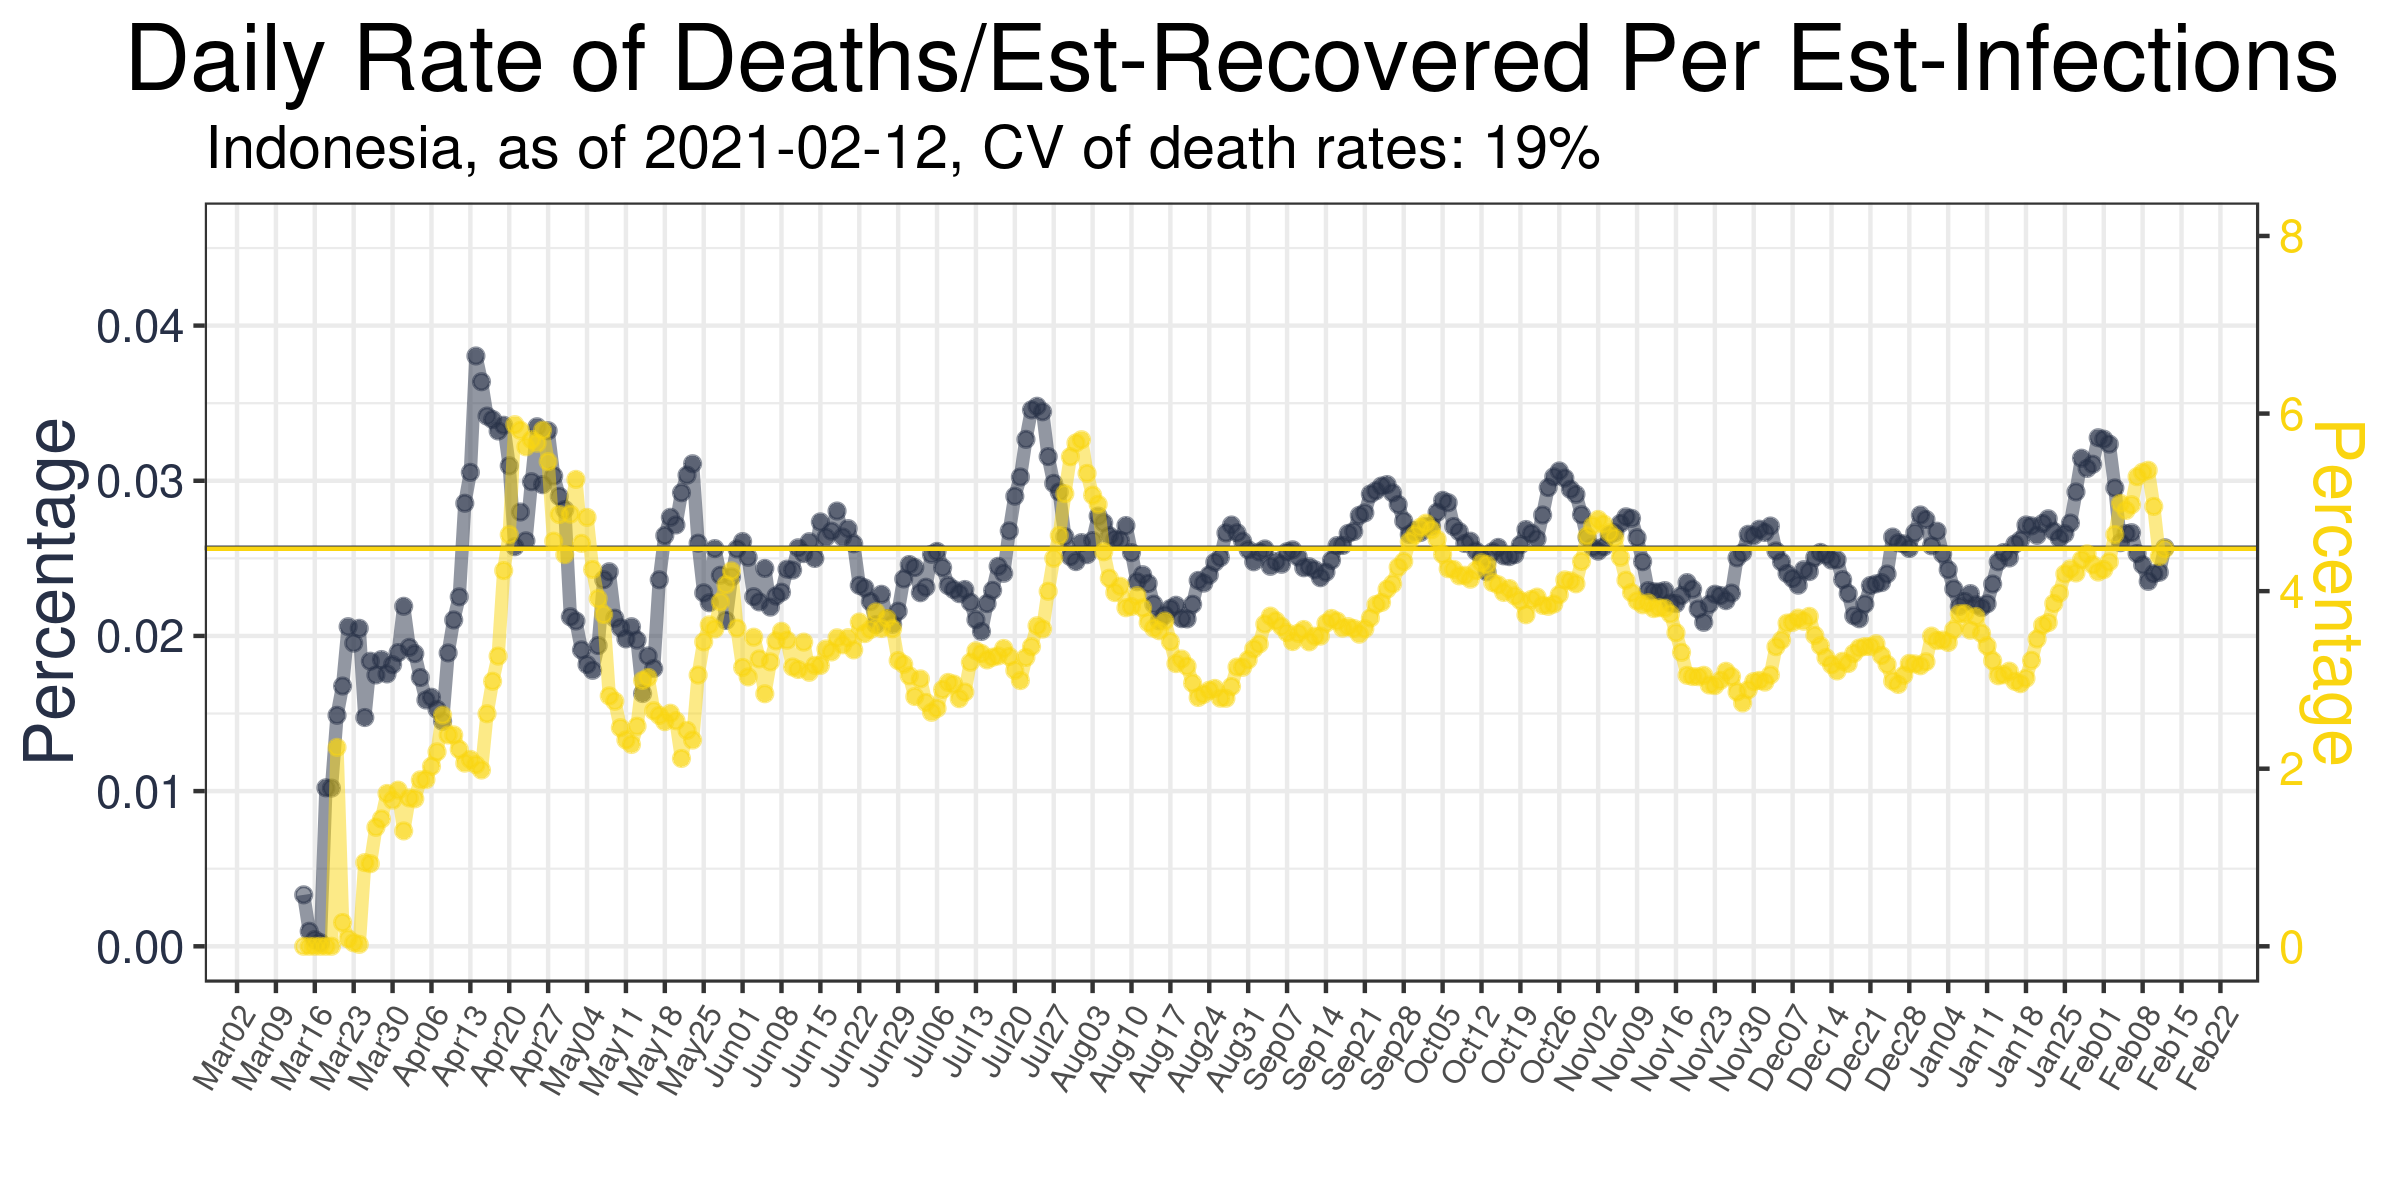 Daily Rate of Deaths/Est-Recovered Per Est-Infections
Indonesia, as of 2021-02-12, CV of death rates: 19%
Percentage
0.04
0.03
0.02
0.01
0.00
8
6
4
2
0
Percentage
Mar02
Mar09
Mar16
Mar23
Mar30
Apr06
Apr13
Apr20
Apr27
May04
May11
May18
May25
Jun01
Jun08
Jun15
Jun22
Jun29
Jul06
Jul13
Jul20
Jul27
Aug03
Aug10
Aug17
Aug24
Aug31
Sep07
Sep14
Sep21
Sep28
Oct05
Oct12
Oct19
Oct26
Nov02
Nov09
Nov16
Nov23
Nov30
Dec07
Dec14
Dec21
Dec28
Jan04
Jan11
Jan18
Jan25
Feb01
Feb08
Feb15
Feb22